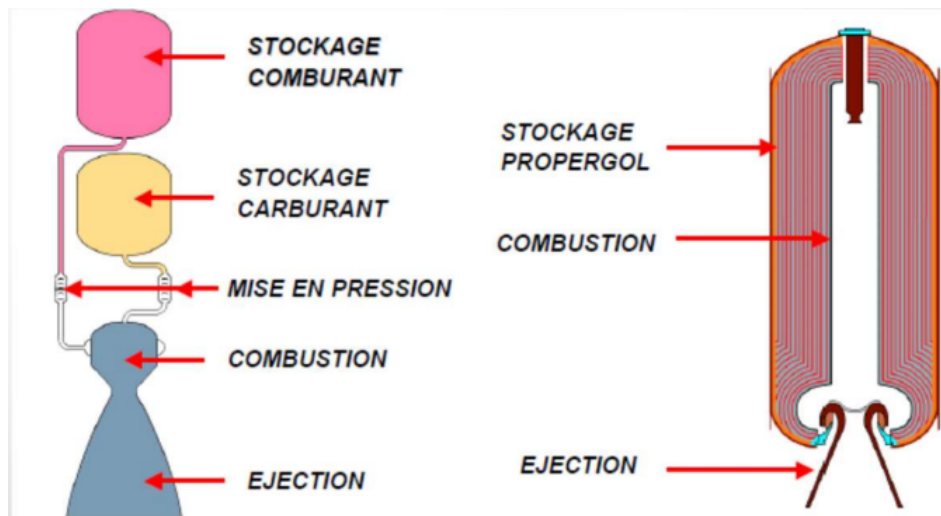 STOCKAGE
COMBURANT
STOCKAGE
CARBURANT
MISE EN PRESSION
COMBUSTION
EJECTION
STOCKAGE
PROPERGOL
COMBUSTION
EJECTION